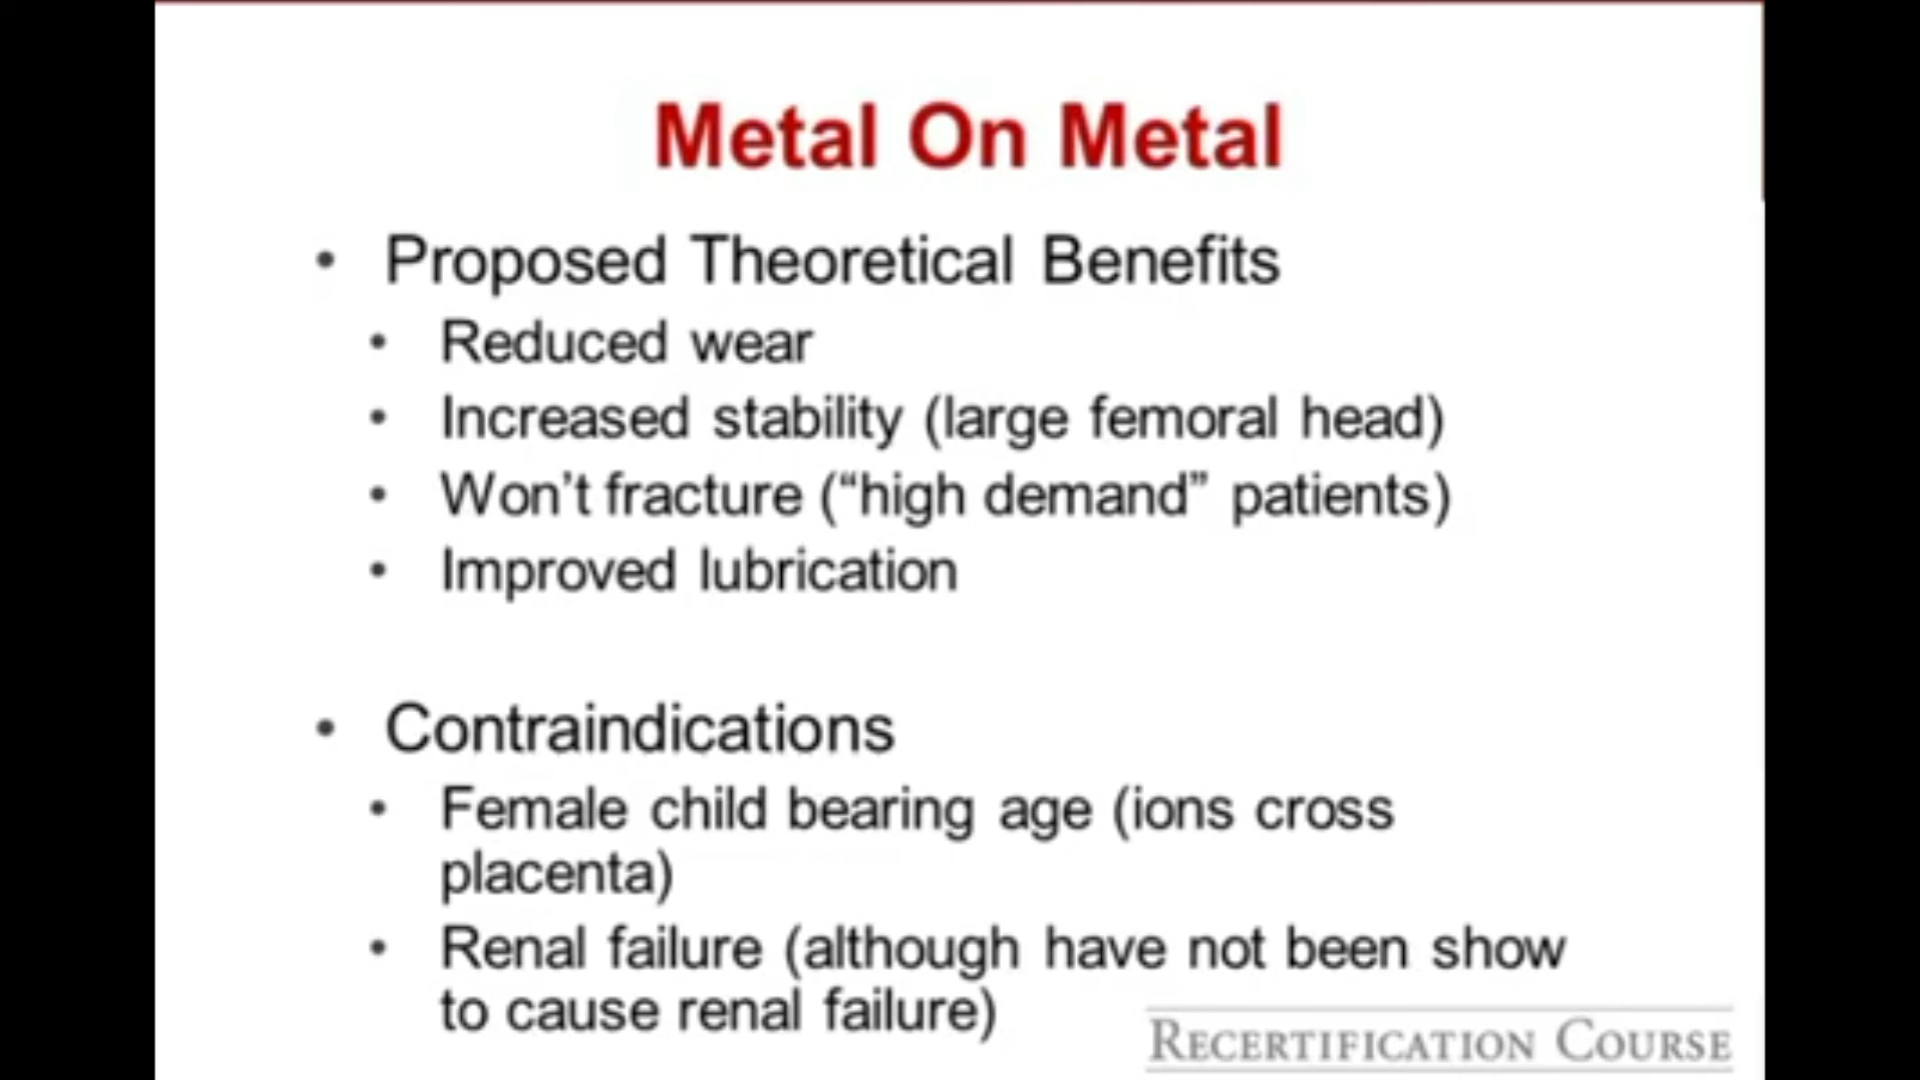 Metal On Metal
• Proposed Theoretical Benefits
• Reduced wear
• Increased stability (large femoral head)
• Won’t fracture (“high demand” patients)
• Improved lubrication
• Contraindications
• Female child bearing age (ions cross
placenta)
• Renal failure (although have not been show
to cause renal failure)
RECERTIFICATION COURSE